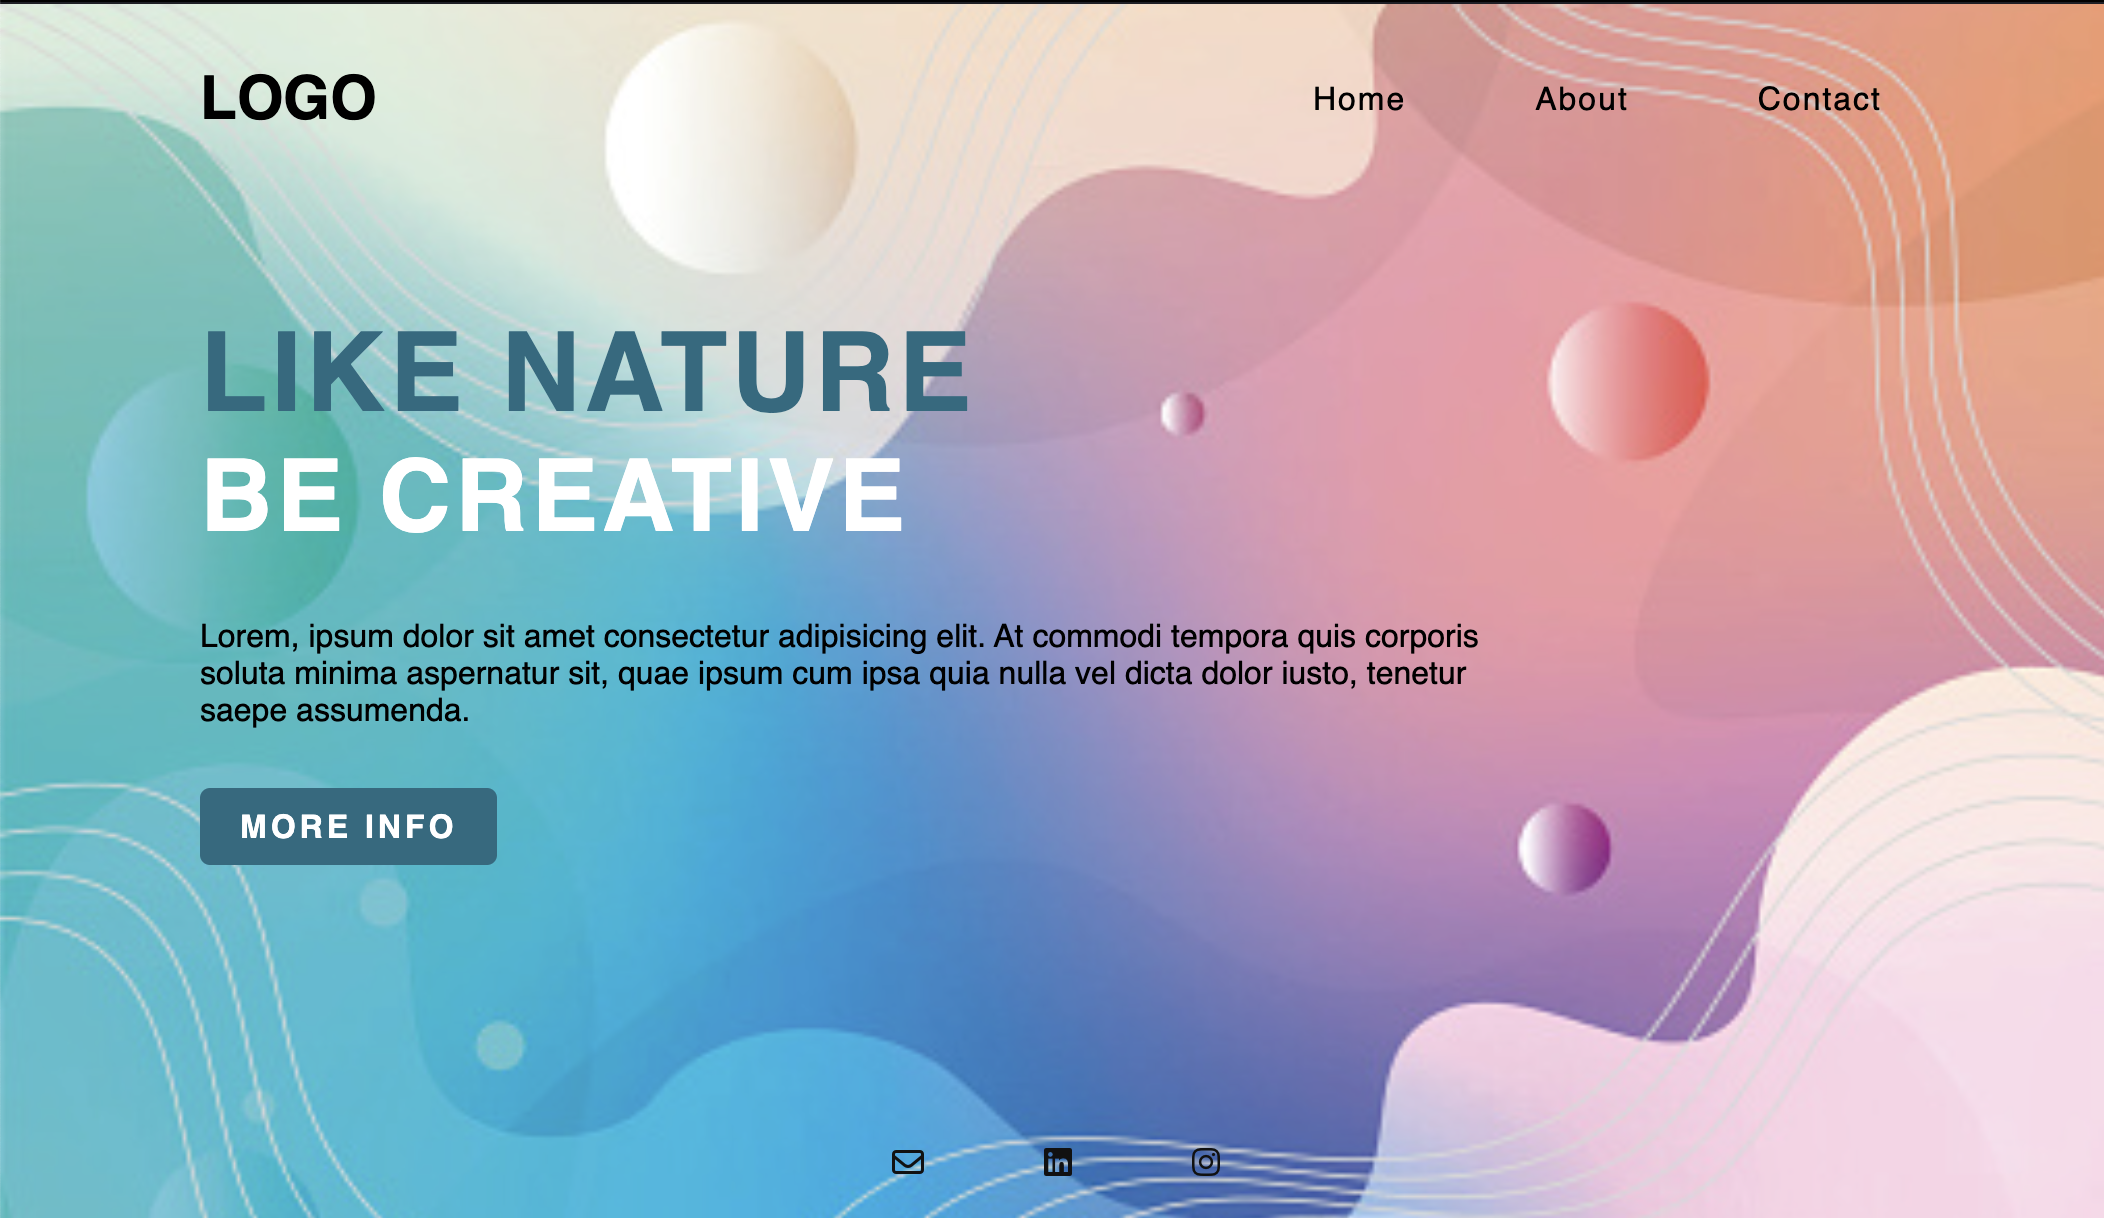 LOGO
Home
About
Contact
LIKE NATURE
BE CREATIVE
Lorem, ipsum dolor sit amet consectetur adipisicing elit. At commodi tempora quis corporis
soluta minima aspernatur sit, quae ipsum cum ipsa quia nulla vel dicta dolor iusto, tenetur
saepe assumenda.
MORE INFO